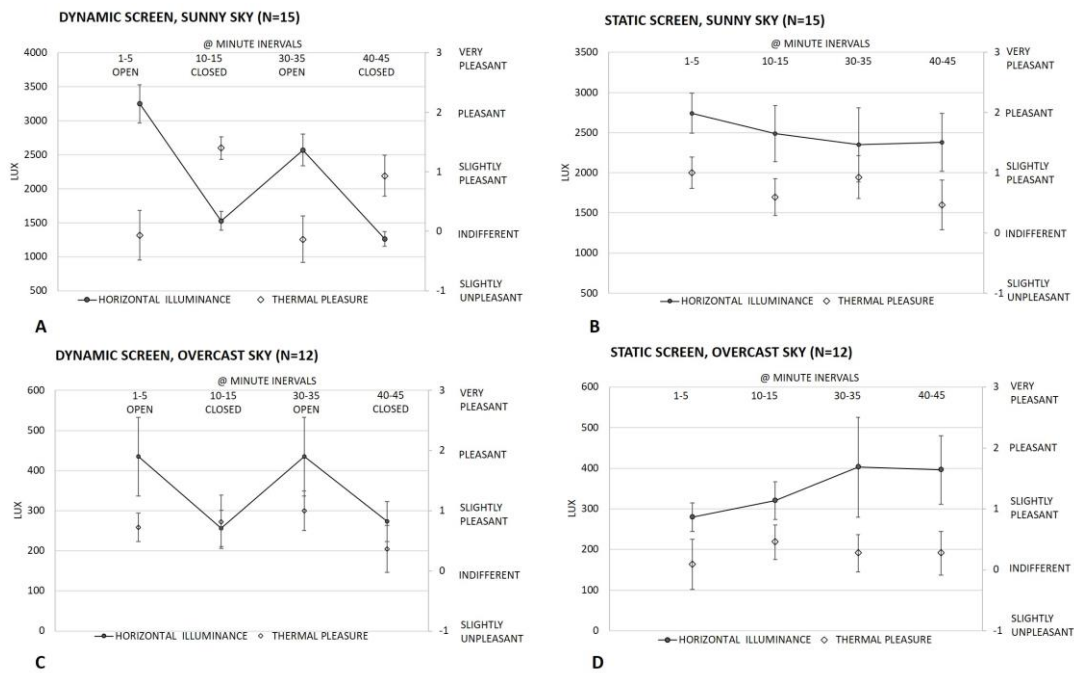 DYNAMIC SCREEN, SUNNY SKY (N=15)
@ MINUTE INERVALS
1-5 10-15 30-35 40-45
OPEN CLOSED OPEN CLOSED
4000
3500
3000
2500
2000
1500
1000
500
LUX
3
2
1
0
-1
VERY
PLEASANT
PLEASANT
SLIGHTLY
PLEASANT
INDIFFERENT
SLIGHTLY
UNPLEASANT
HORIZONTAL ILLUMINANCE THERMAL PLEASURE
A
STATIC SCREEN, SUNNY SKY (N=15)
@ MINUTE INERVALS
1-5 10-15 30-35 40-45
3500
3000
2500
2000
1500
1000
500
LUX
3
2
1
0
-1
VERY
PLEASANT
PLEASANT
SLIGHTLY
PLEASANT
INDIFFERENT
SLIGHTLY
UNPLEASANT
HORIZONTAL ILLUMINANCE THERMAL PLEASURE
B
DYNAMIC SCREEN, OVERCAST SKY (N=12)
@ MINUTE INERVALS
1-5 10-15 30-35 40-45
OPEN CLOSED OPEN CLOSED
600
500
400
300
200
100
0
LUX
3
2
1
0
-1
VERY
PLEASANT
PLEASANT
SLIGHTLY
PLEASANT
INDIFFERENT
SLIGHTLY
UNPLEASANT
HORIZONTAL ILLUMINANCE THERMAL PLEASURE
C
STATIC SCREEN, OVERCAST SKY (N=12)
@ MINUTE INERVALS
1-5 10-15 30-35 40-45
600
500
400
300
200
100
0
LUX
3
2
1
0
-1
VERY
PLEASANT
PLEASANT
SLIGHTLY
PLEASANT
INDIFFERENT
SLIGHTLY
UNPLEASANT
HORIZONTAL ILLUMINANCE THERMAL PLEASURE
D